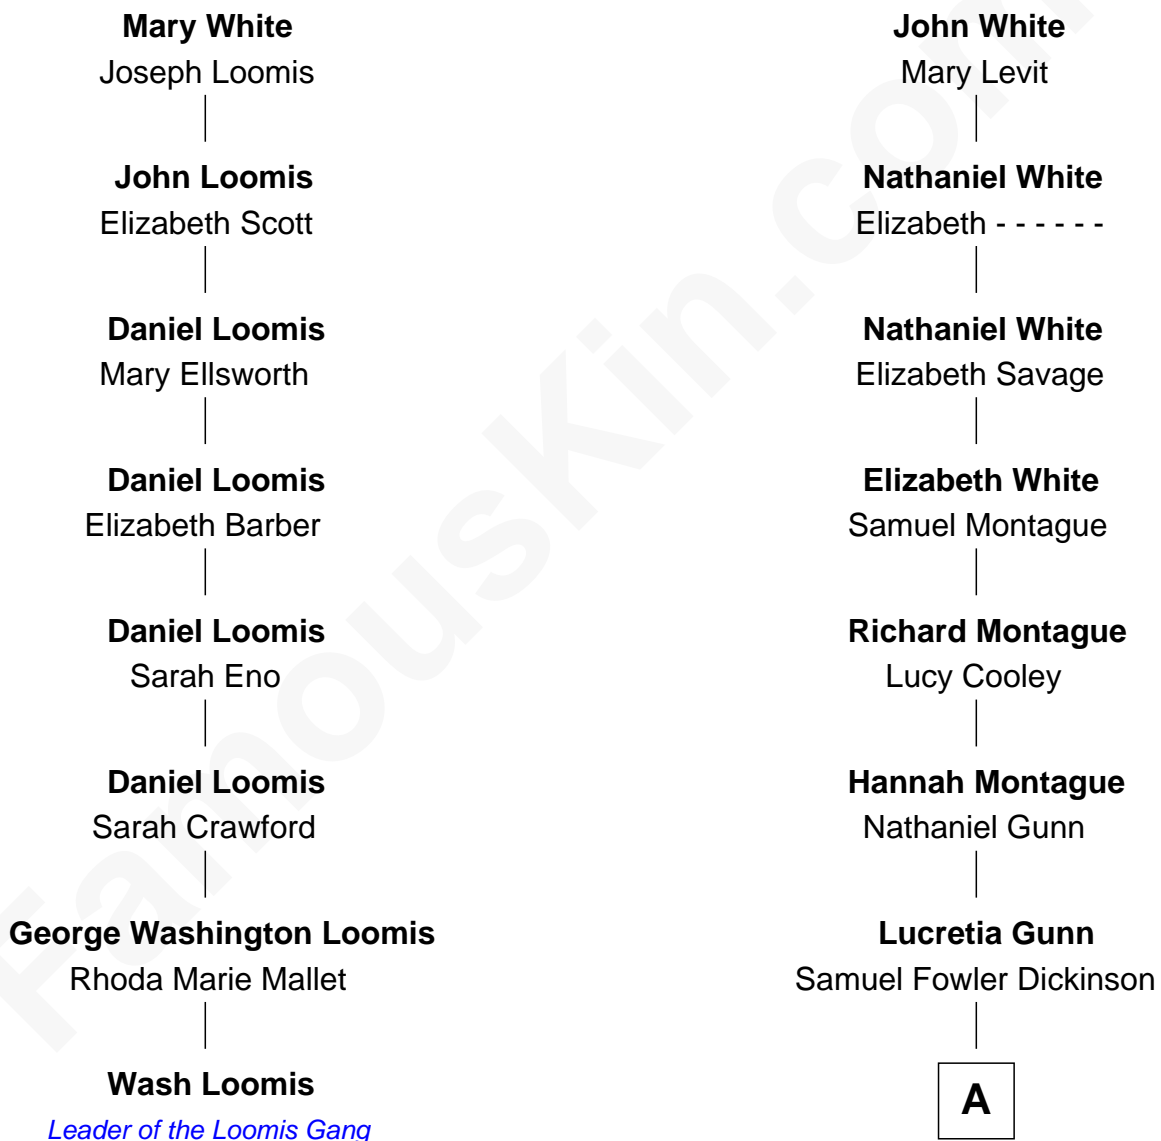 Mary White
Joseph Loomis
John Loomis
Elizabeth Scott
Daniel Loomis
Mary Ellsworth
Daniel Loomis
Elizabeth Barber
Daniel Loomis
Sarah Eno
Daniel Loomis
Sarah Crawford
George Washington Loomis
Rhoda Marie Mallet
Wash Loomis
Leader of the Loomis Gang
John White
Mary Levit
Nathaniel White
Elizabeth - - - - - -
Nathaniel White
Elizabeth Savage
Elizabeth White
Samuel Montague
Richard Montague
Lucy Cooley
Hannah Montague
Nathaniel Gunn
Lucretia Gunn
Samuel Fowler Dickinson
A
FamousKin.com